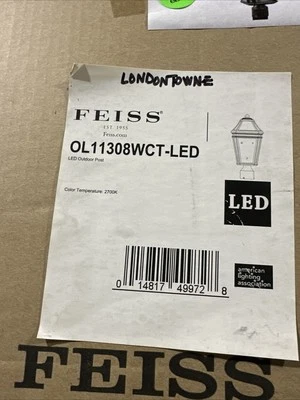 LONDONTOWNE
FEISS
EST. 1955
Feiss.com
OL11308WCT-LED
LED Outdoor Post
Color Temperature: 2700K
LED
american
lighting
association
0 14817 49972 8
FEISS